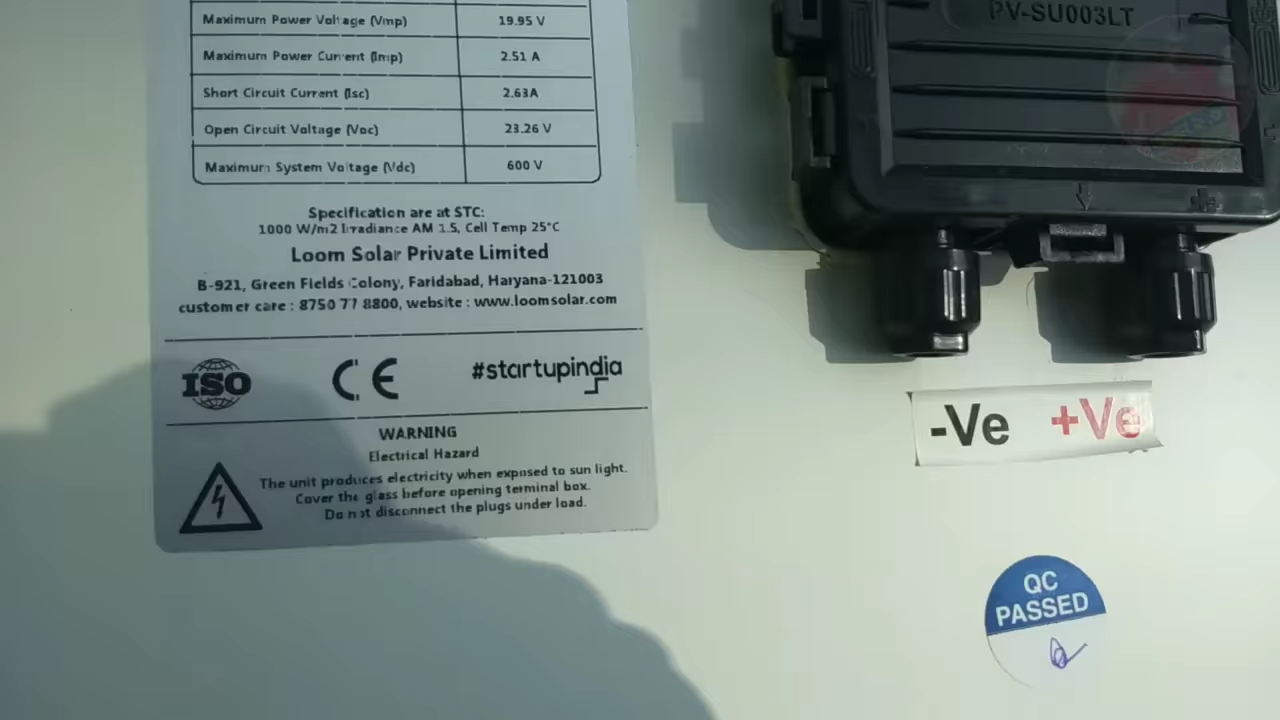 Maximum Power Voltage (Vmp) 19.95 V
Maximum Power Current (Imp) 2.51 A
Short Circuit Current (Isc) 2.63A
Open Circuit Voltage (Voc) 23.26 V
Maximum System Voltage (Vdc) 600 V
Specification are at STC:
1000 W/m2 Irradiance AM 1.5, Cell Temp 25°C
Loom Solar Private Limited
B-921, Green Fields Colony, Faridabad, Haryana-121003
customer care : 8750 77 8800, website : www.loomsolar.com
ISO CE #startupindia
WARNING
Electrical Hazard
The unit produces electricity when exposed to sun light.
Cover the glass before opening terminal box.
Do not disconnect the plugs under load.
PV-SU003LT
-Ve +Ve
QC
PASSED